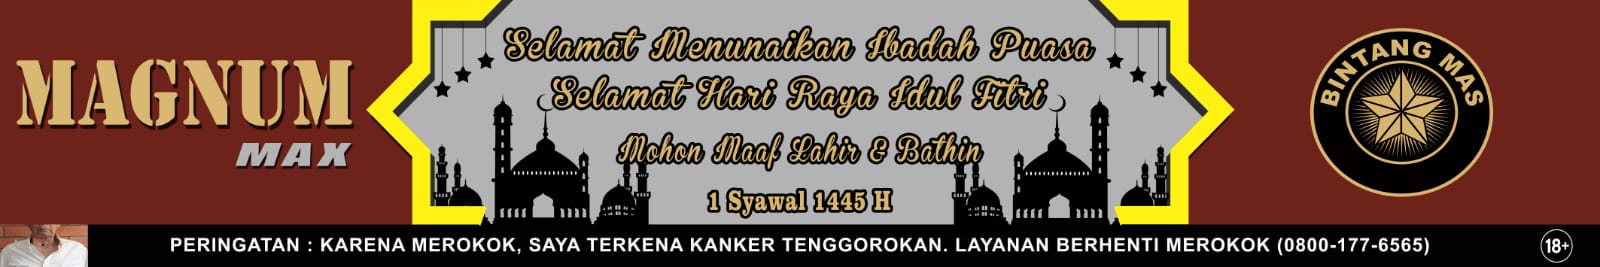 MAGNUM
MAX
Selamat Menunaikan Ibadah Puasa
Selamat Hari Raya Idul Fitri
Mohon Maaf Lahir & Bathin
1 Syawal 1445 H
BINTANG MAS
PERINGATAN : KARENA MEROKOK, SAYA TERKENA KANKER TENGGOROKAN. LAYANAN BERHENTI MEROKOK (0800-177-6565)
18+